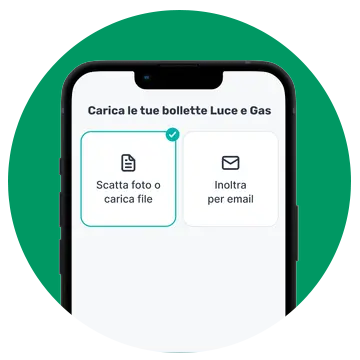 Carica le tue bollette Luce e Gas
Scatta foto o
carica file
Inoltra
per email